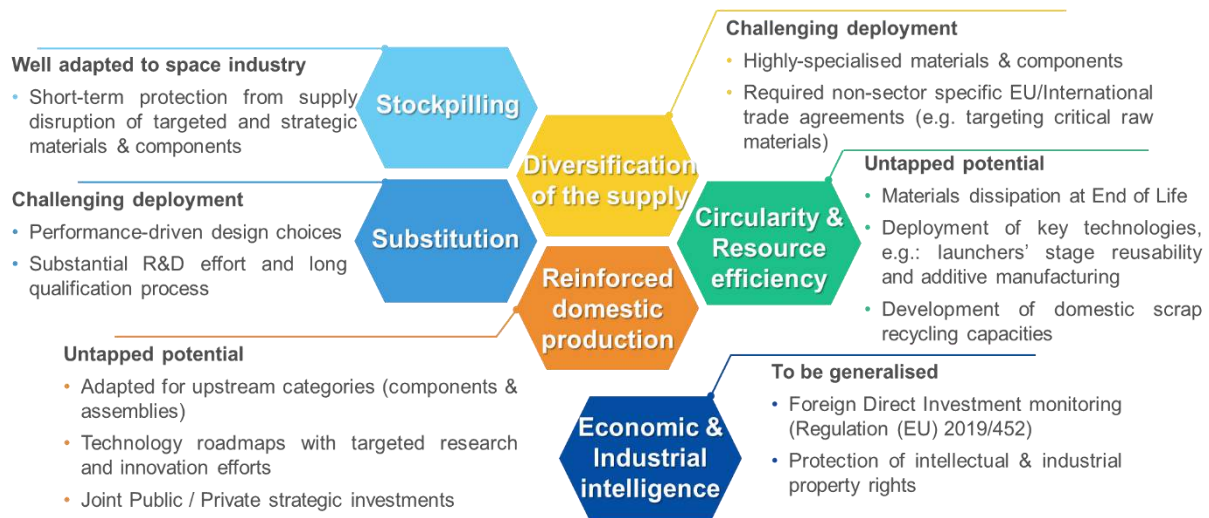 Well adapted to space industry
• Short-term protection from supply
disruption of targeted and strategic
materials & components
Stockpilling
Challenging deployment
• Highly-specialised materials & components
• Required non-sector specific EU/International
trade agreements (e.g. targeting critical raw
materials)
Diversification
of the supply
Challenging deployment
• Performance-driven design choices
• Substantial R&D effort and long
qualification process
Substitution
Untapped potential
• Materials dissipation at End of Life
• Deployment of key technologies,
e.g.: launchers' stage reusability
and additive manufacturing
• Development of domestic scrap
recycling capacities
Circularity &
Resource
efficiency
Reinforced
domestic
production
Untapped potential
• Adapted for upstream categories (components &
assemblies)
• Technology roadmaps with targeted research
and innovation efforts
• Joint Public / Private strategic investments
Economic &
Industrial
intelligence
To be generalised
• Foreign Direct Investment monitoring
(Regulation (EU) 2019/452)
• Protection of intellectual & industrial
property rights